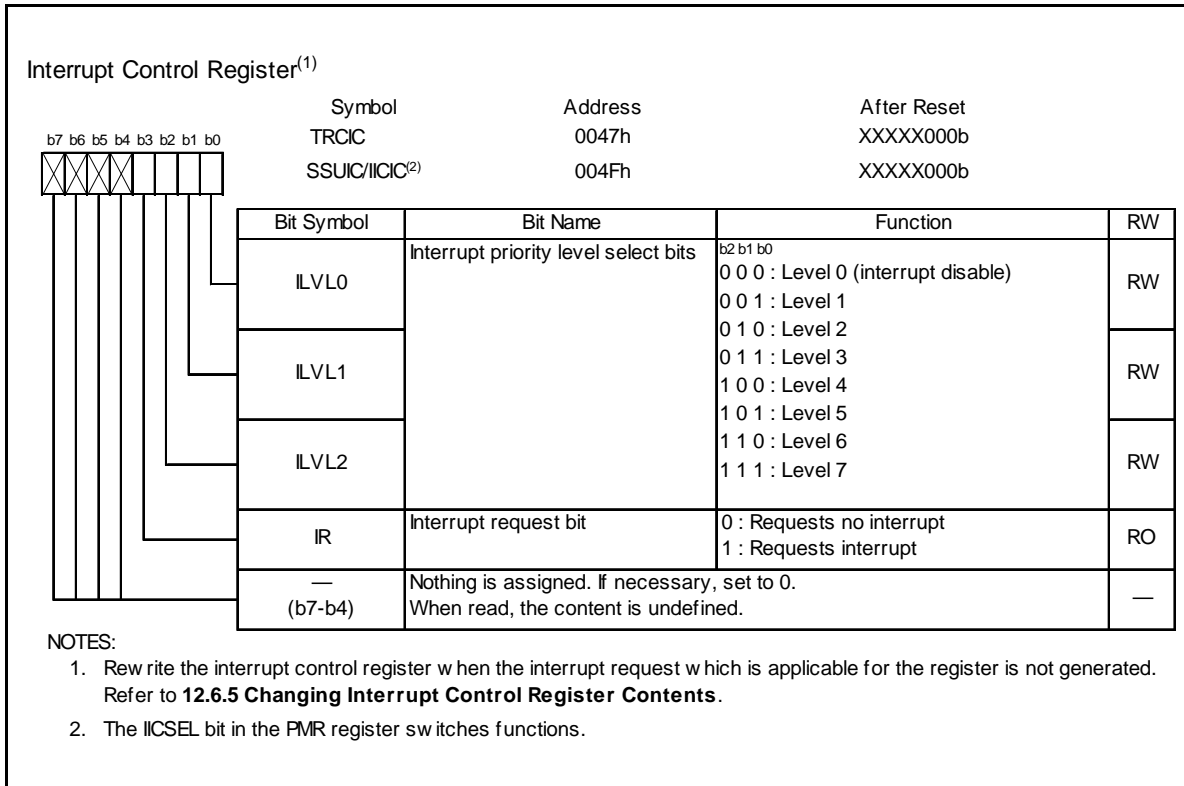 Interrupt Control Register(1)
Symbol Address After Reset
TRCIC 0047h XXXXX000b
SSUIC/IICIC(2) 004Fh XXXXX000b
b7 b6 b5 b4 b3 b2 b1 b0
Bit Symbol Bit Name Function RW
ILVL0 Interrupt priority level select bits b2 b1 b0
0 0 0 : Level 0 (interrupt disable) RW
0 0 1 : Level 1
0 1 0 : Level 2
ILVL1 0 1 1 : Level 3 RW
1 0 0 : Level 4
1 0 1 : Level 5
ILVL2 1 1 0 : Level 6 RW
1 1 1 : Level 7
IR Interrupt request bit 0 : Requests no interrupt RO
1 : Requests interrupt
— Nothing is assigned. If necessary, set to 0. —
(b7-b4) When read, the content is undefined.
NOTES:
1. Rewrite the interrupt control register when the interrupt request which is applicable for the register is not generated.
Refer to 12.6.5 Changing Interrupt Control Register Contents.
2. The IICSEL bit in the PMR register switches functions.